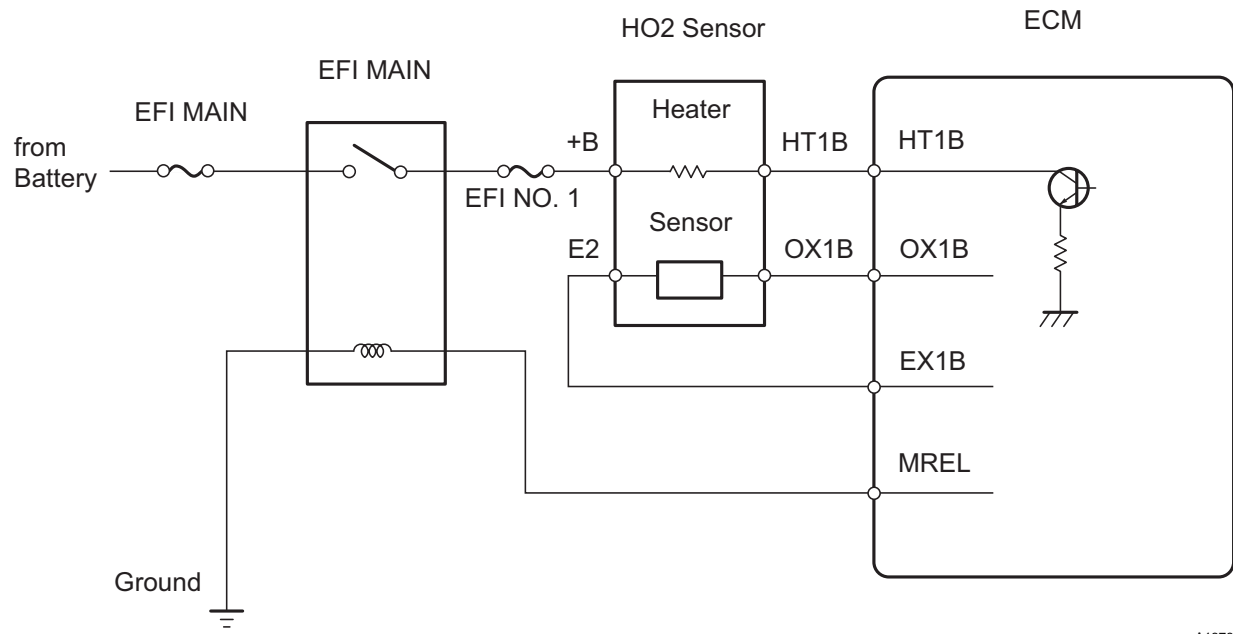 ECM
HO2 Sensor
EFI MAIN
EFI MAIN
from
Battery
Heater
+B
HT1B
HT1B
EFI NO. 1
Sensor
E2
OX1B
OX1B
EX1B
MREL
Ground